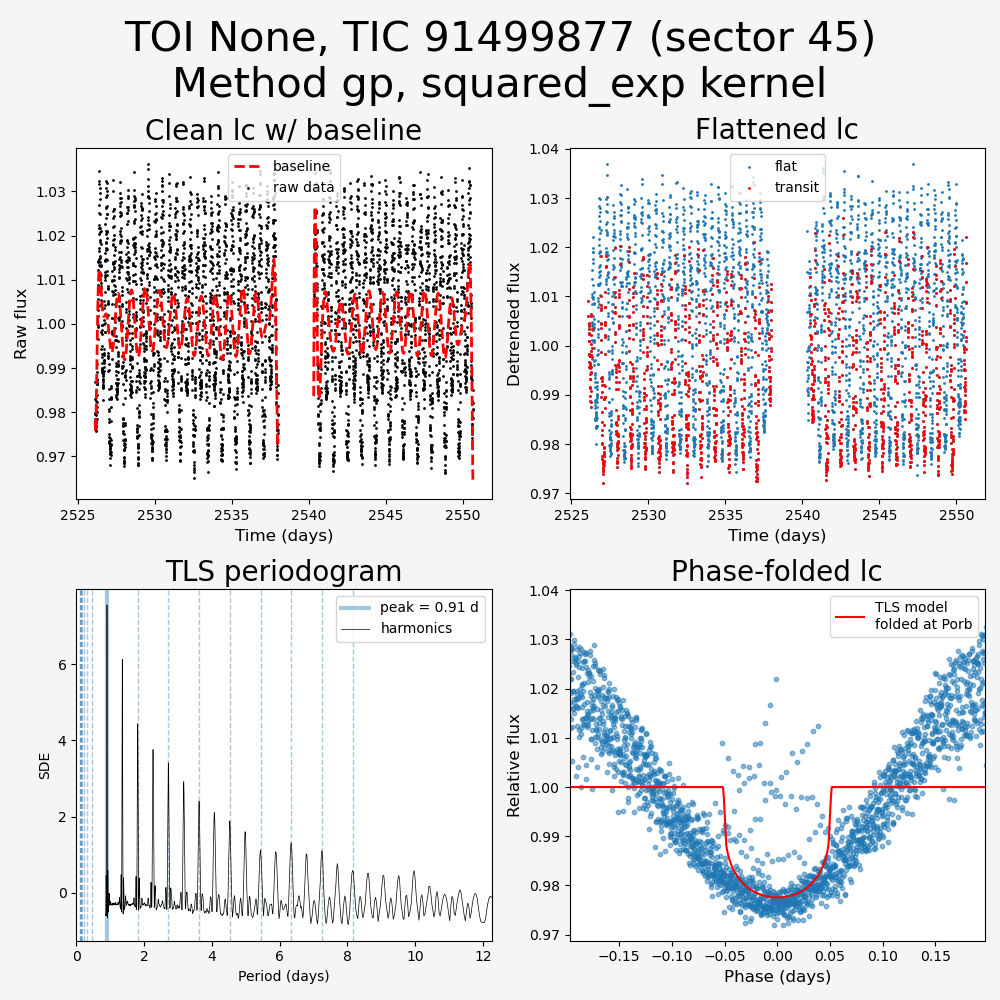 TOI None, TIC 91499877 (sector 45)
Method gp, squared_exp kernel
Clean lc w/ baseline
baseline
raw data
1.03
1.02
1.01
1.00
0.99
0.98
0.97
Raw flux
2525
2530
2535
2540
2545
2550
Time (days)
Flattened lc
flat
transit
1.04
1.03
1.02
1.01
1.00
0.99
0.98
0.97
Detrended flux
2525
2530
2535
2540
2545
2550
Time (days)
TLS periodogram
peak = 0.91 d
harmonics
6
4
2
0
SDE
0
2
4
6
8
10
12
Period (days)
Phase-folded lc
TLS model
folded at Porb
1.04
1.03
1.02
1.01
1.00
0.99
0.98
0.97
Relative flux
−0.15
−0.10
−0.05
0.00
0.05
0.10
0.15
Phase (days)